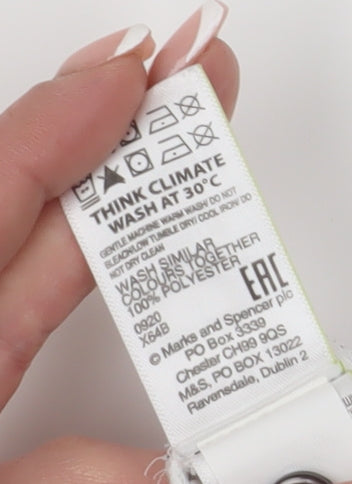 THINK CLIMATE
WASH AT 30°C
GENTLE MACHINE WARM WASH/ DO NOT
BLEACH/LOW TUMBLE DRY/ COOL IRON/ DO
NOT DRY CLEAN
WASH SIMILAR
COLOURS TOGETHER
100% POLYESTER
EAC
0920
X64B
© Marks and Spencer plc
PO Box 3339
Chester CH99 9QS
M&S, PO BOX 13022
Ravensdale, Dublin 2